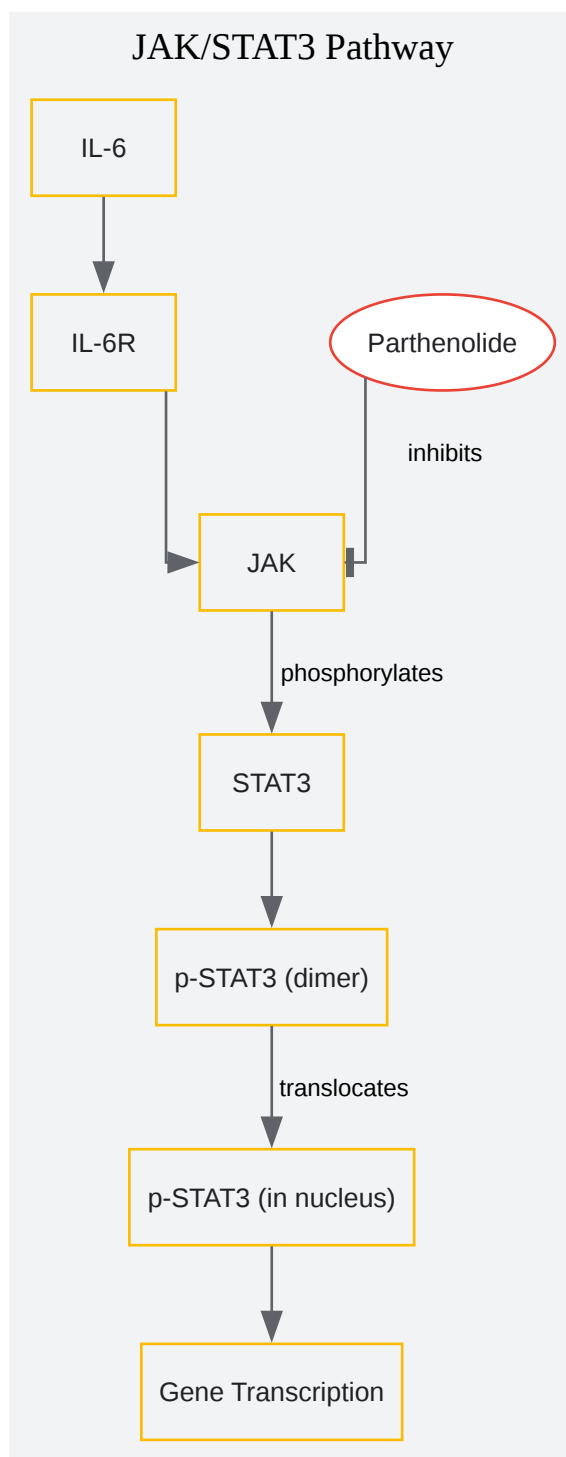 JAK/STAT3 Pathway
IL-6
IL-6R
Parthenolide
inhibits
JAK
phosphorylates
STAT3
p-STAT3 (dimer)
translocates
p-STAT3 (in nucleus)
Gene Transcription